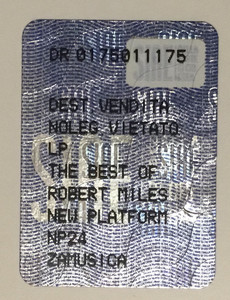 DR 0175011175
DEST VENDITA
NOLEG VIETATO
LP
THE BEST OF
ROBERT MILES
NEW PLATFORM
NP24
ZAMUSICA